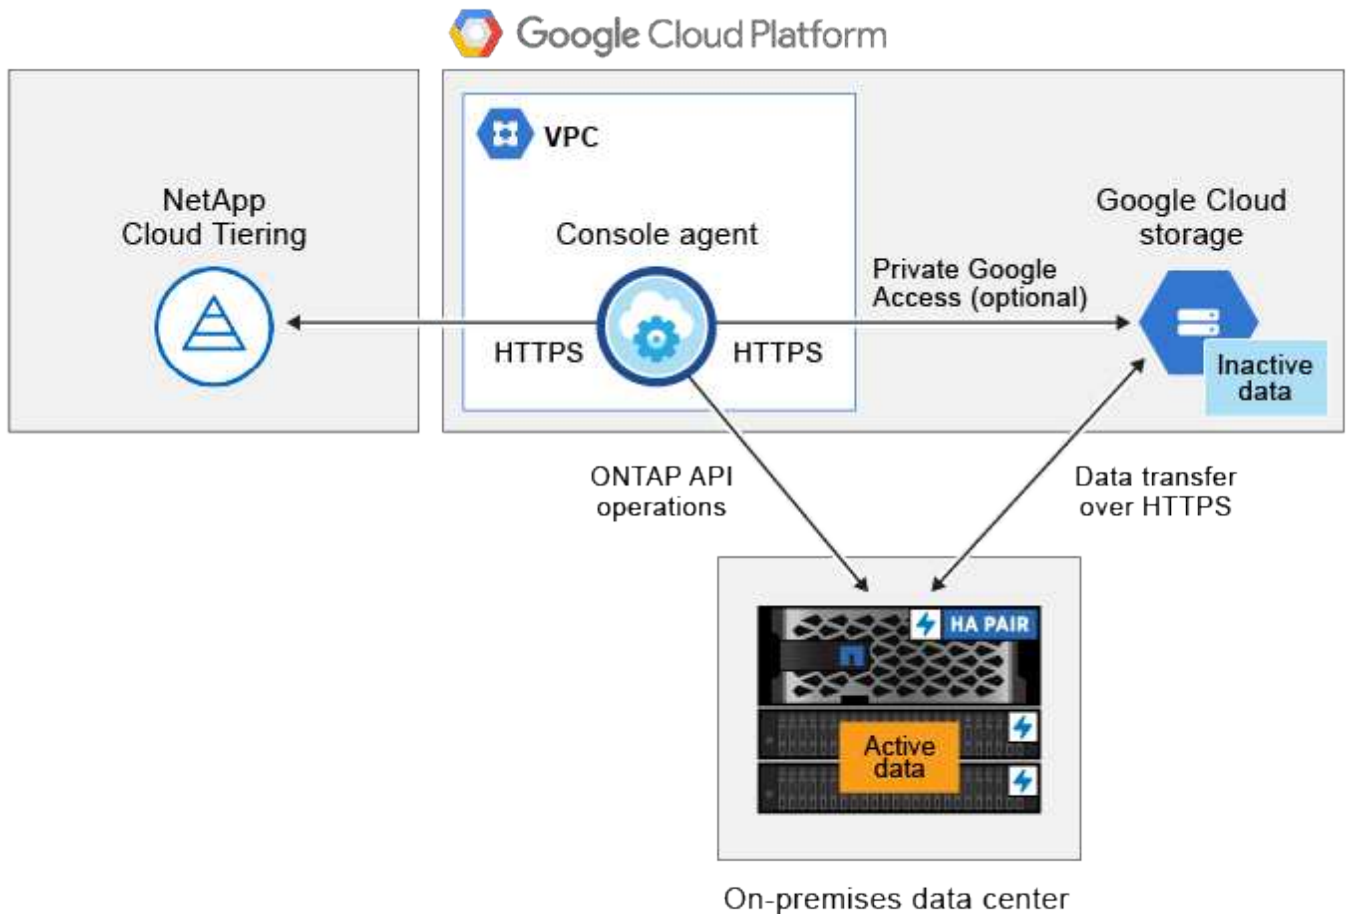 Google Cloud Platform
VPC
NetApp
Cloud Tiering
Console agent
Google Cloud
storage
Private Google
Access (optional)
HTTPS
HTTPS
Inactive
data
ONTAP API
operations
Data transfer
over HTTPS
HA PAIR
Active
data
On-premises data center